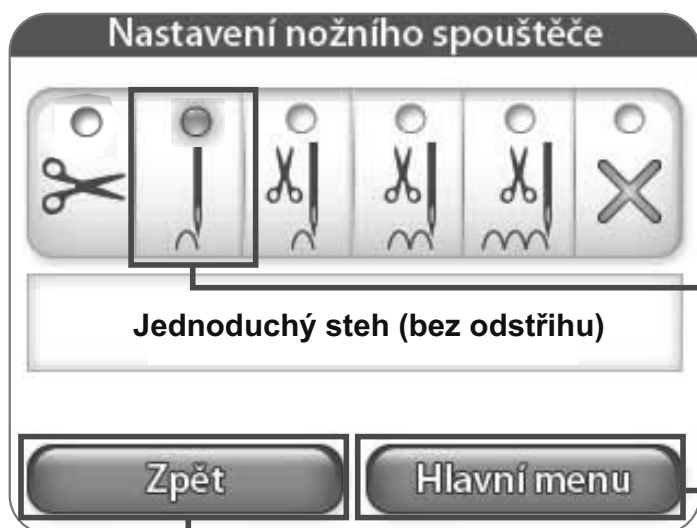 Nastavení nožního spouštěče
Jednoduchý steh (bez odstřihu)
Zpět
Hlavní menu